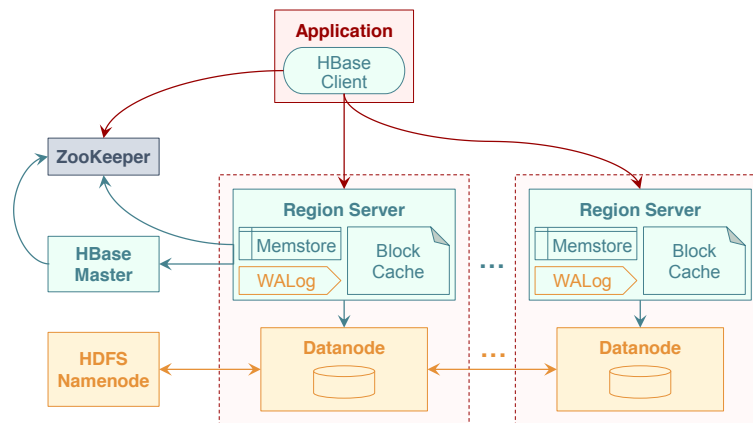 Application
HBase
Client
ZooKeeper
Region Server
Memstore
WALog
Block
Cache
...
Region Server
Memstore
WALog
Block
Cache
HBase
Master
HDFS
Namenode
Datanode
...
Datanode